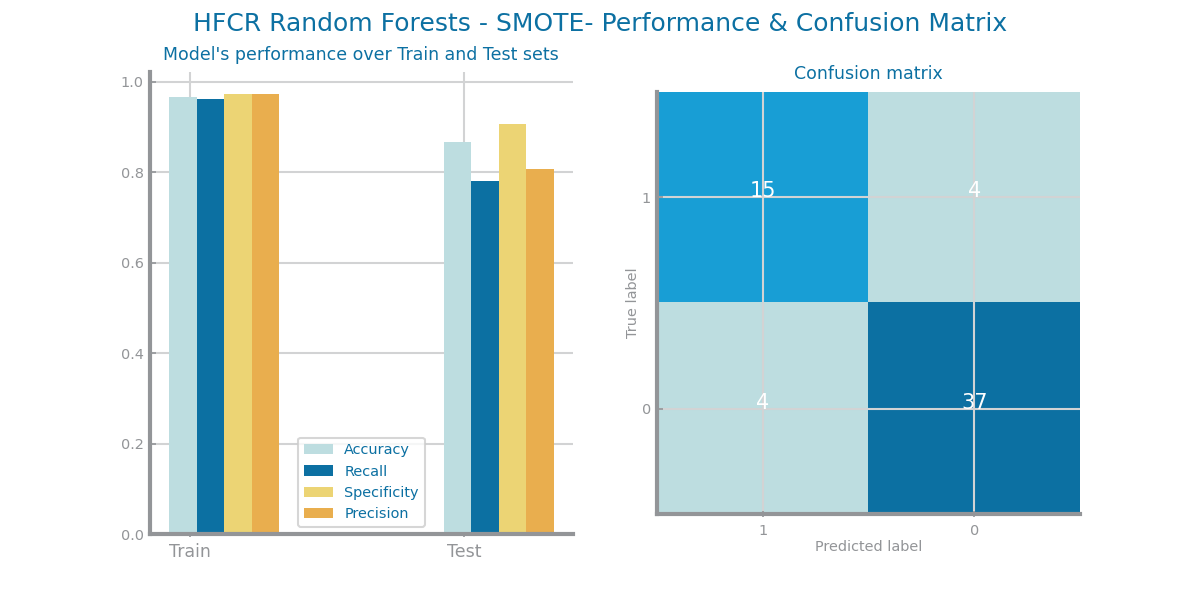 HFCR Random Forests - SMOTE- Performance & Confusion Matrix
Model's performance over Train and Test sets
1.0
0.8
0.6
0.4
0.2
0.0
Train
Test
Accuracy
Recall
Specificity
Precision
Confusion matrix
True label
1
0
15
4
4
37
1
0
Predicted label